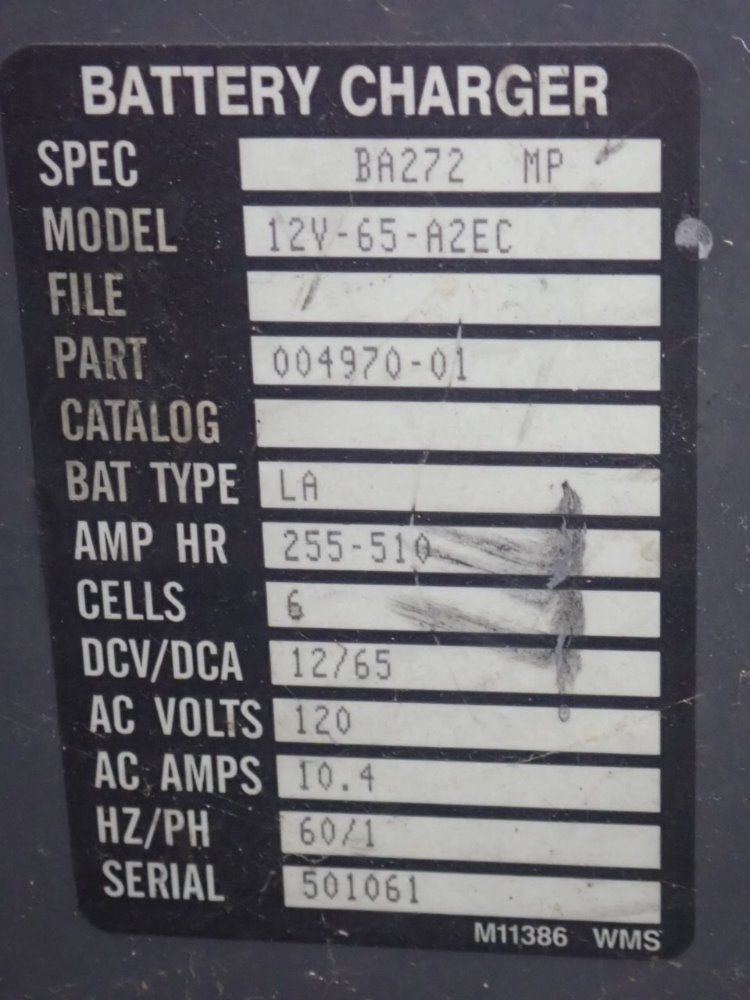 BATTERY CHARGER
SPEC BA272 MP
MODEL 12Y-65-A2EC
FILE
PART 004970-01
CATALOG
BAT TYPE LA
AMP HR 255-510
CELLS 6
DCV/DCA 12/65
AC VOLTS 120
AC AMPS 10.4
HZ/PH 60/1
SERIAL 501061
M11386 WMS